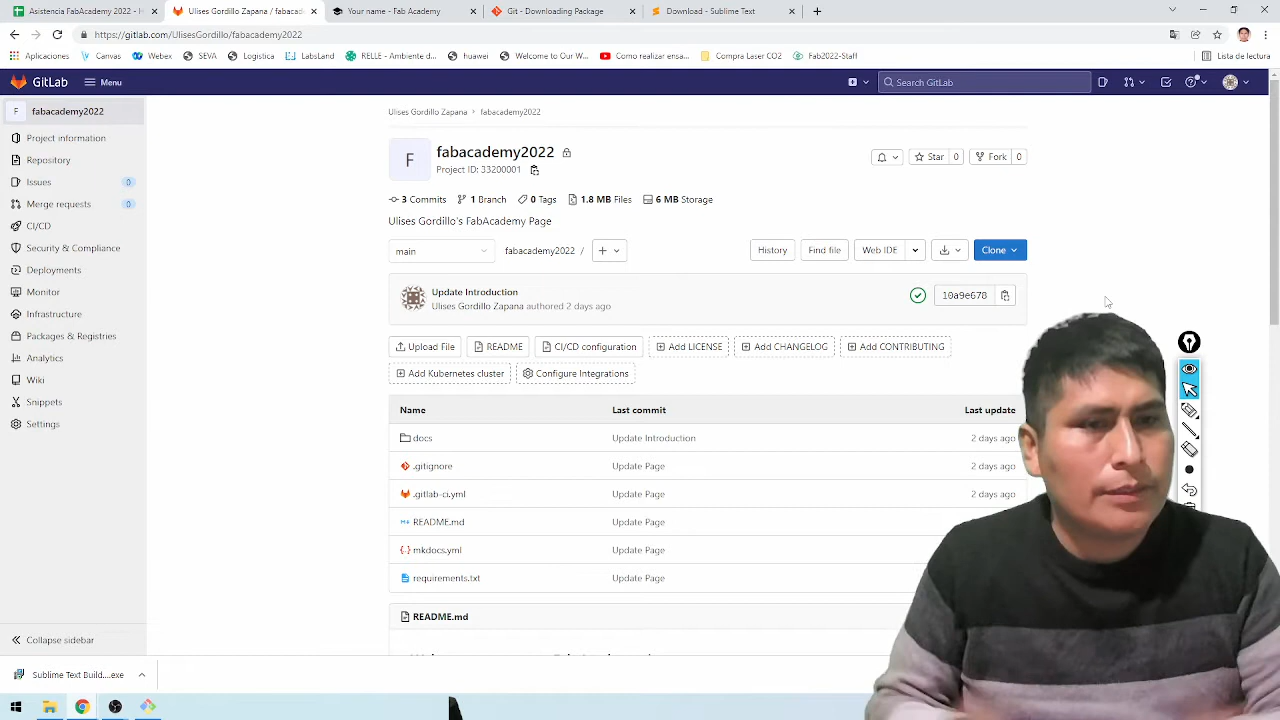 Asistencia FabAcademy 2022 - H
Ulises Gordillo Zapana / fabacad
Your name - Fab Academy
Git - Downloading Package
Download - Sublime Text
https://gitlab.com/UlisesGordillo/fabacademy2022
Aplicaciones
Canvas
Webex
SEVA
Logistica
LabsLand
RELLE - Ambiente d...
huawei
Welcome to Our W...
Como realizar ensa...
Compra Laser CO2
Fab2022-Staff
Lista de lectura
GitLab
Menu
Search GitLab
F fabacademy2022
Project information
Repository
Issues 0
Merge requests 0
CI/CD
Security & Compliance
Deployments
Monitor
Infrastructure
Packages & Registries
Analytics
Wiki
Snippets
Settings
Collapse sidebar
Ulises Gordillo Zapana > fabacademy2022
F
fabacademy2022
Project ID: 33200001
Star 0
Fork 0
3 Commits 1 Branch 0 Tags 1.8 MB Files 6 MB Storage
Ulises Gordillo's FabAcademy Page
main
fabacademy2022 /
History
Find file
Web IDE
Clone
Update Introduction
Ulises Gordillo Zapana authored 2 days ago
10a9e678
Upload File
README
CI/CD configuration
Add LICENSE
Add CHANGELOG
Add CONTRIBUTING
Add Kubernetes cluster
Configure Integrations
Name Last commit Last update
docs Update Introduction 2 days ago
.gitignore Update Page 2 days ago
.gitlab-ci.yml Update Page 2 days ago
README.md Update Page
mkdocs.yml Update Page
requirements.txt Update Page
README.md
Sublime Text Build....exe